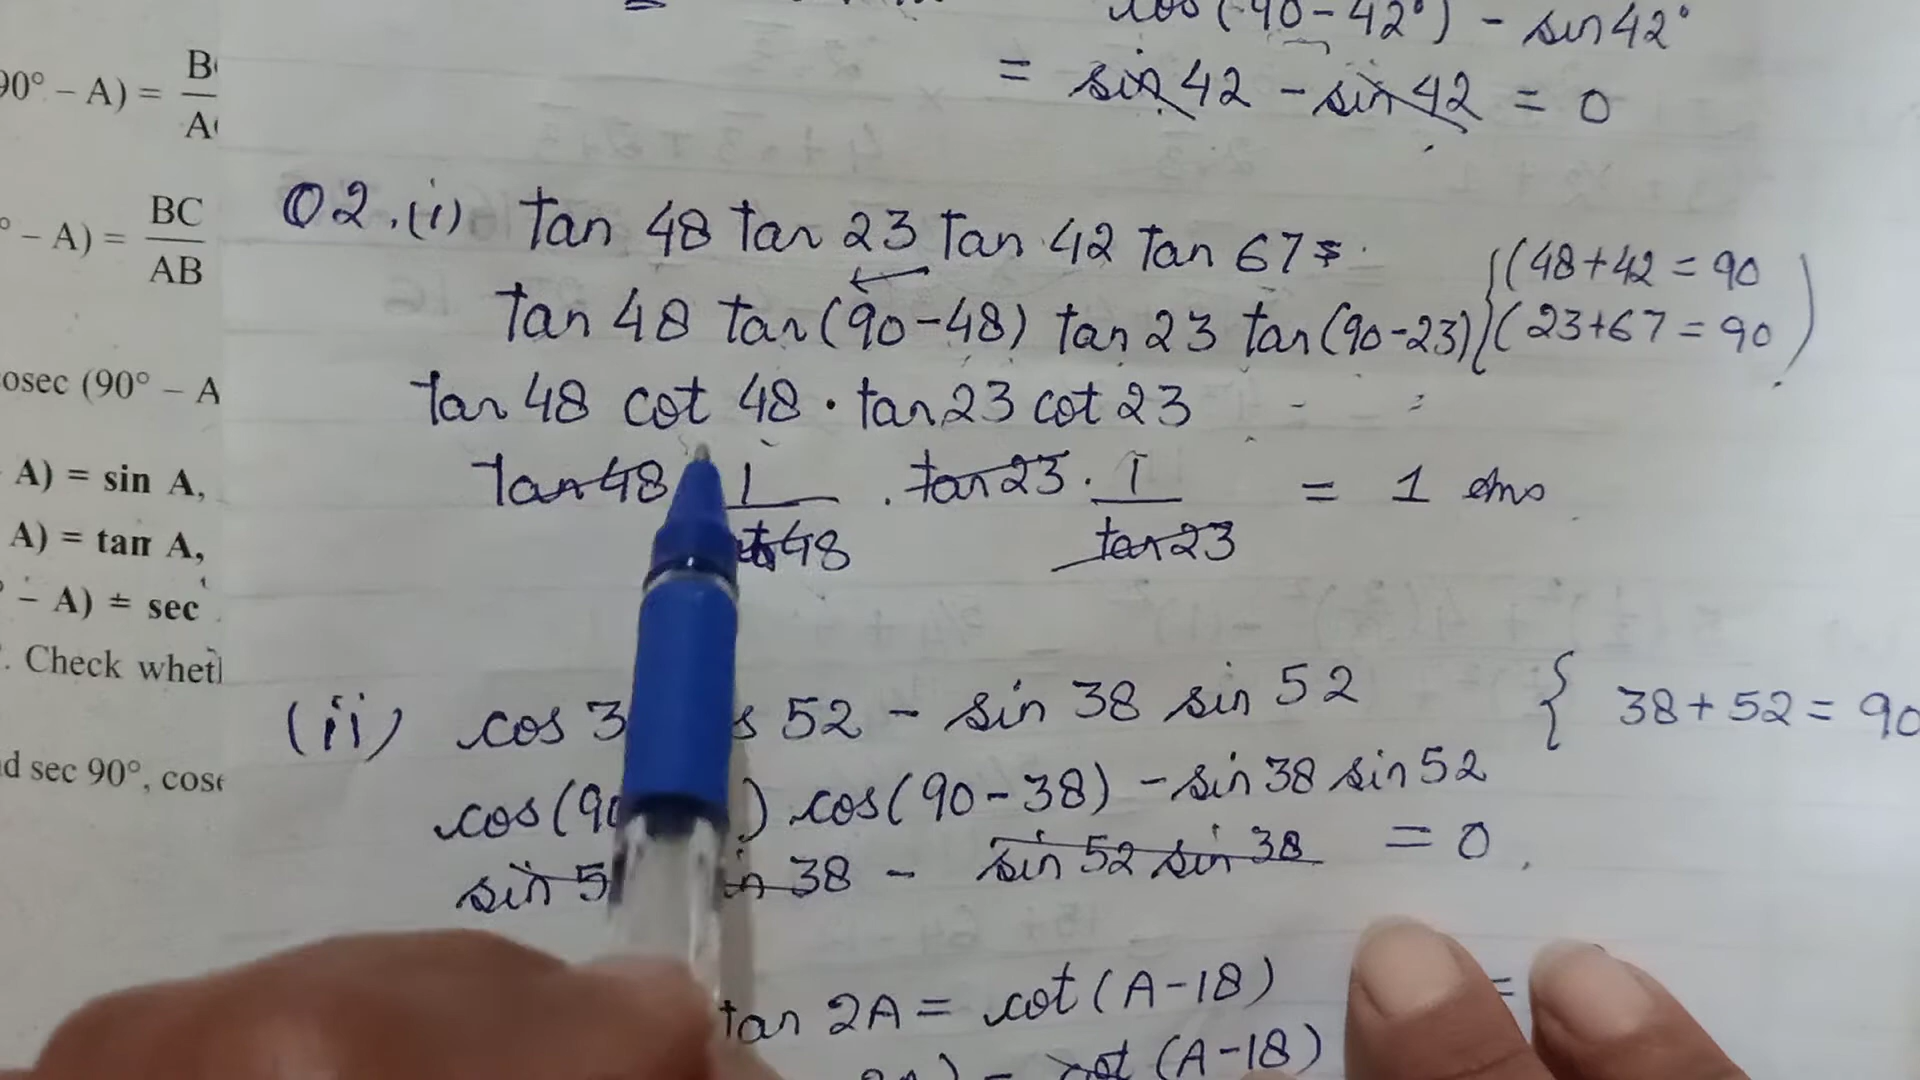 cos(90-42°) - sin 42°
= sin 42 - sin 42 = 0
90° – A) =
° – A) = BC
AB
cosec (90° – A
A) = sin A,
A) = tan A,
° – A) = sec
. Check wheth
d sec 90°, cose
Q2.(i) tan 48 tan 23 tan 42 tan 67 =
(48+42 = 90
tan 48 tan(90-48) tan 23 tan(90-23) (23+67 = 90)
tan 48 cot 48 · tan 23 cot 23
tan 48 1 . tan 23 · 1 = 1 ans
48 tan 23
(ii) cos 3 52 - sin 38 sin 52 { 38+52 = 90
cos(90 ) cos(90-38) - sin 38 sin 52
sin 5 38 - sin 52 sin 38 = 0
tan 2A = cot (A-18) =
cot (A-18)